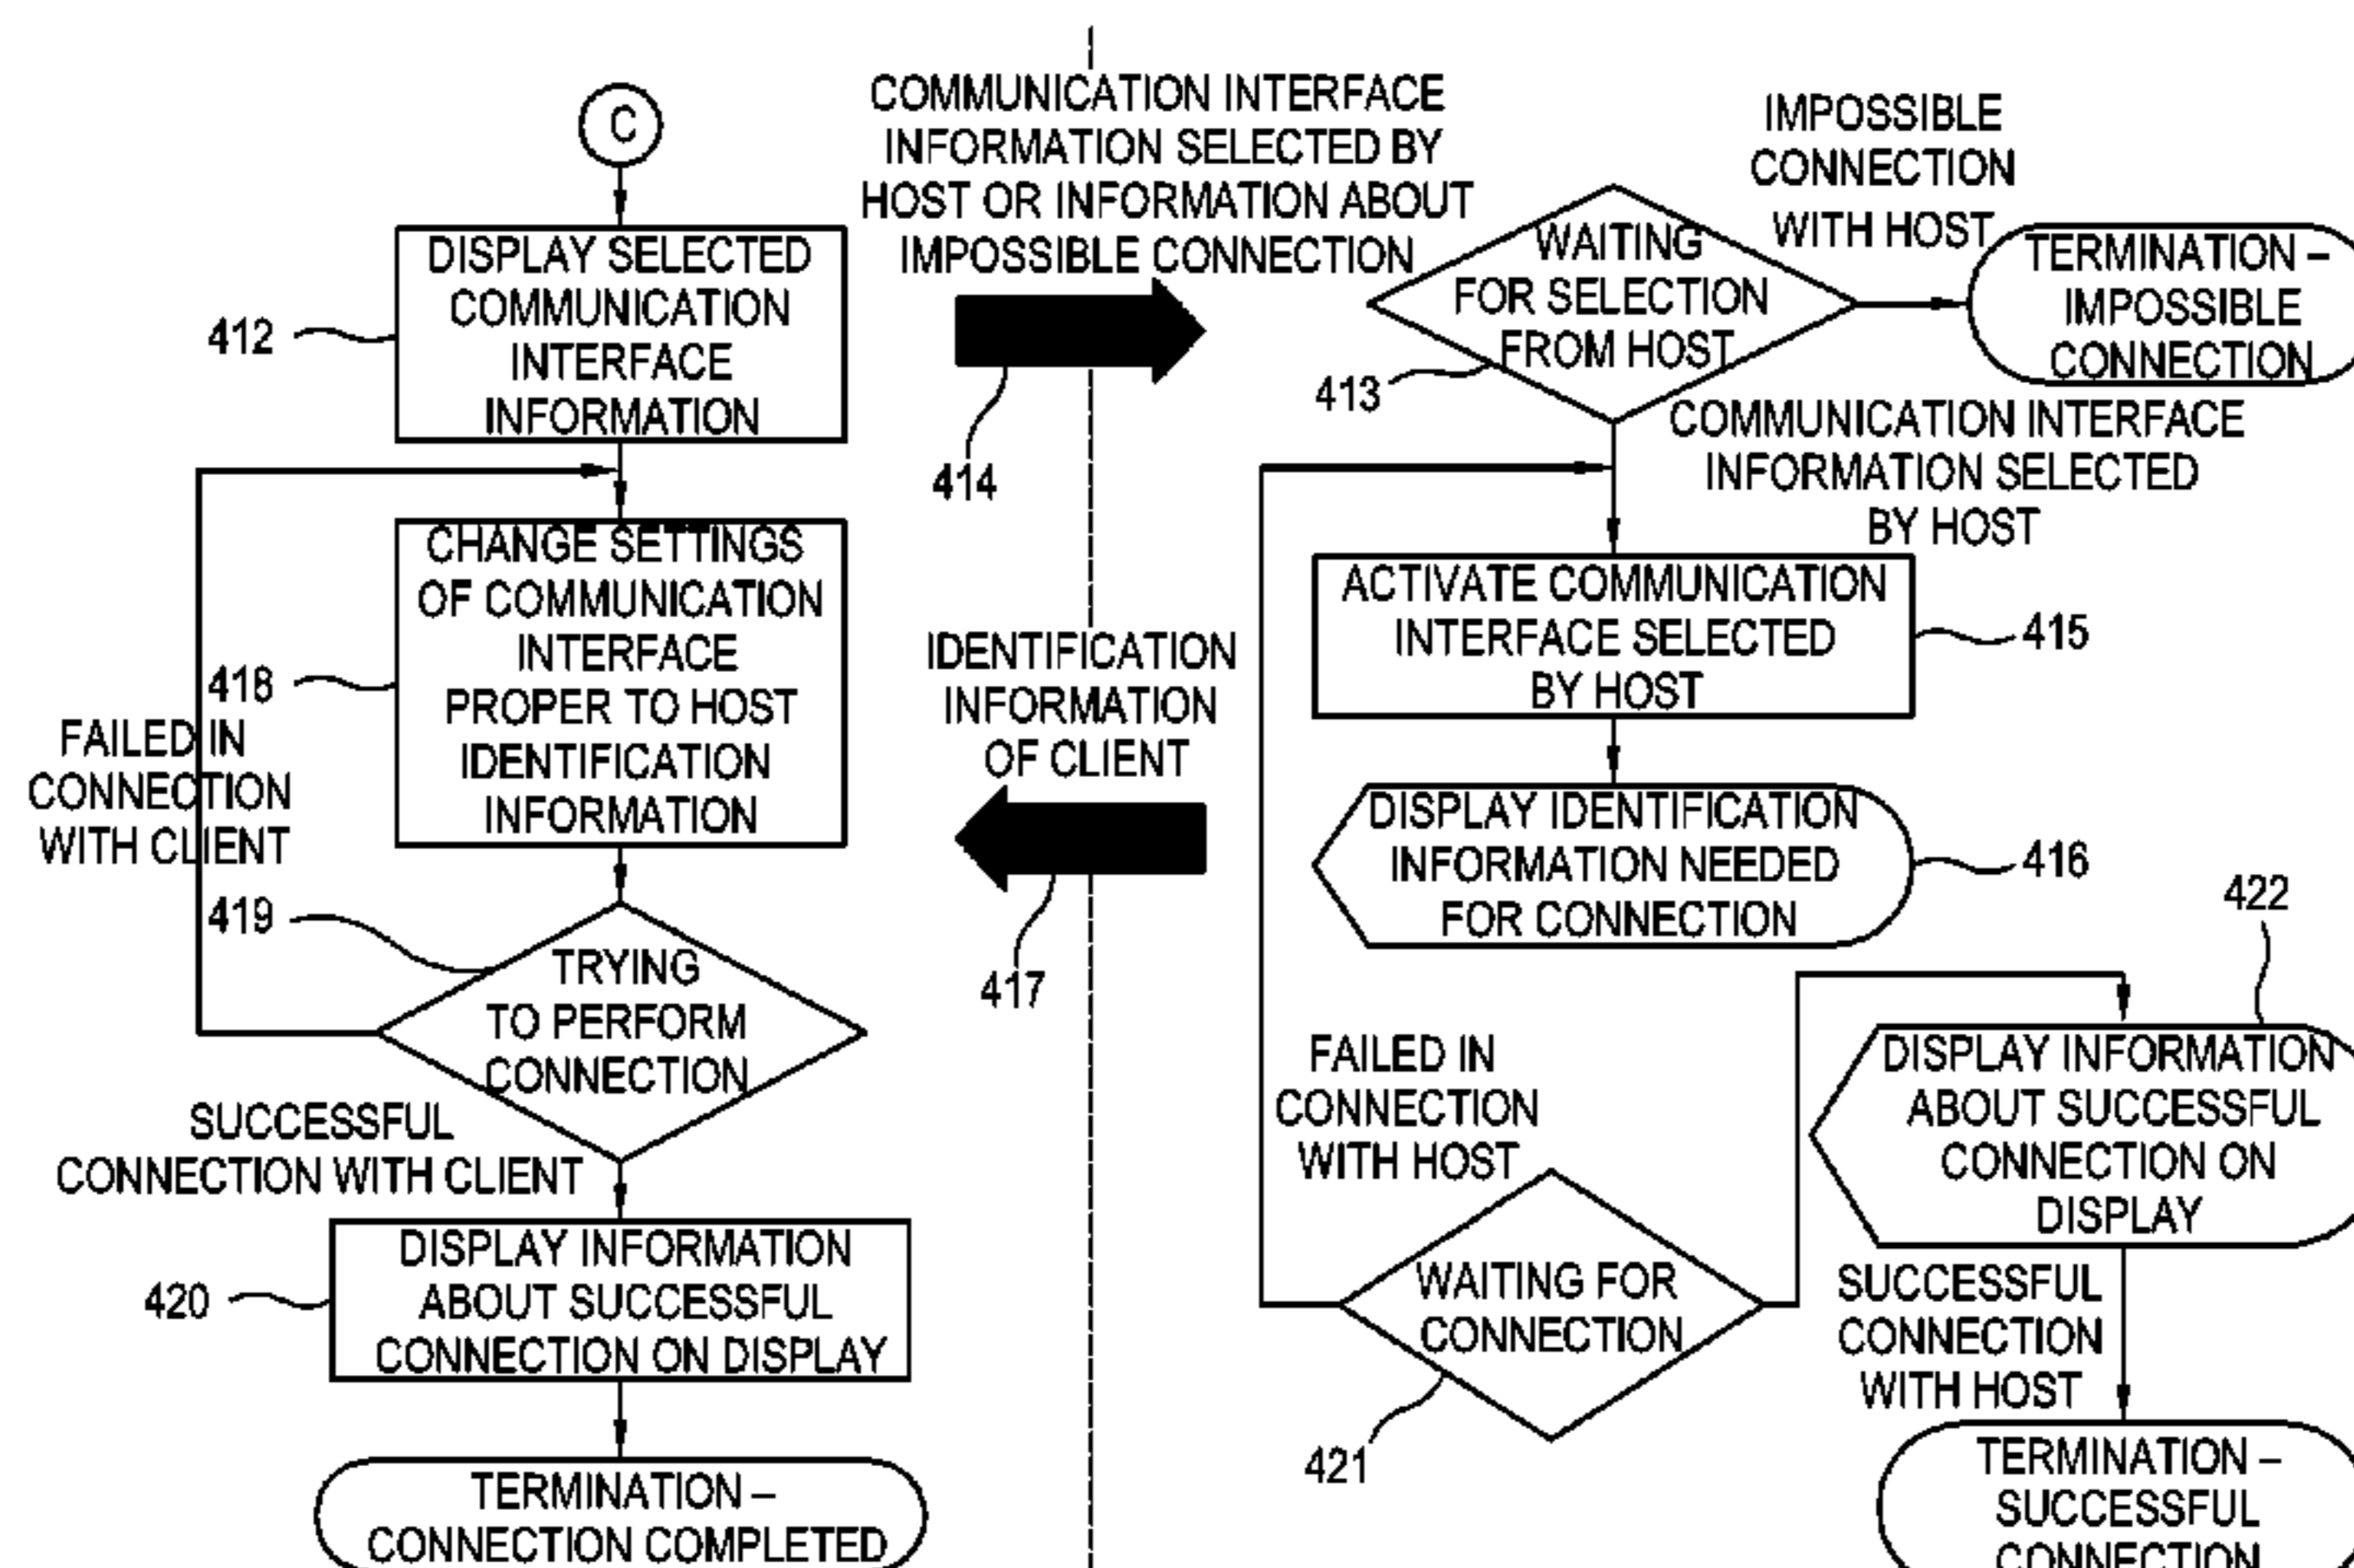 C
DISPLAY SELECTED
COMMUNICATION
INTERFACE
INFORMATION
412
CHANGE SETTINGS
OF COMMUNICATION
INTERFACE
PROPER TO HOST
IDENTIFICATION
INFORMATION
418
FAILED IN
CONNECTION
WITH CLIENT
419
TRYING
TO PERFORM
CONNECTION
SUCCESSFUL
CONNECTION WITH CLIENT
DISPLAY INFORMATION
ABOUT SUCCESSFUL
CONNECTION ON DISPLAY
420
TERMINATION –
CONNECTION COMPLETED
COMMUNICATION INTERFACE
INFORMATION SELECTED BY
HOST OR INFORMATION ABOUT
IMPOSSIBLE CONNECTION
414
IDENTIFICATION
INFORMATION
OF CLIENT
417
WAITING
FOR SELECTION
FROM HOST
413
IMPOSSIBLE
CONNECTION
WITH HOST
TERMINATION –
IMPOSSIBLE
CONNECTION
COMMUNICATION INTERFACE
INFORMATION SELECTED
BY HOST
ACTIVATE COMMUNICATION
INTERFACE SELECTED
BY HOST
415
DISPLAY IDENTIFICATION
INFORMATION NEEDED
FOR CONNECTION
416
422
DISPLAY INFORMATION
ABOUT SUCCESSFUL
CONNECTION ON
DISPLAY
FAILED IN
CONNECTION
WITH HOST
WAITING FOR
CONNECTION
421
SUCCESSFUL
CONNECTION
WITH HOST
TERMINATION –
SUCCESSFUL
CONNECTION